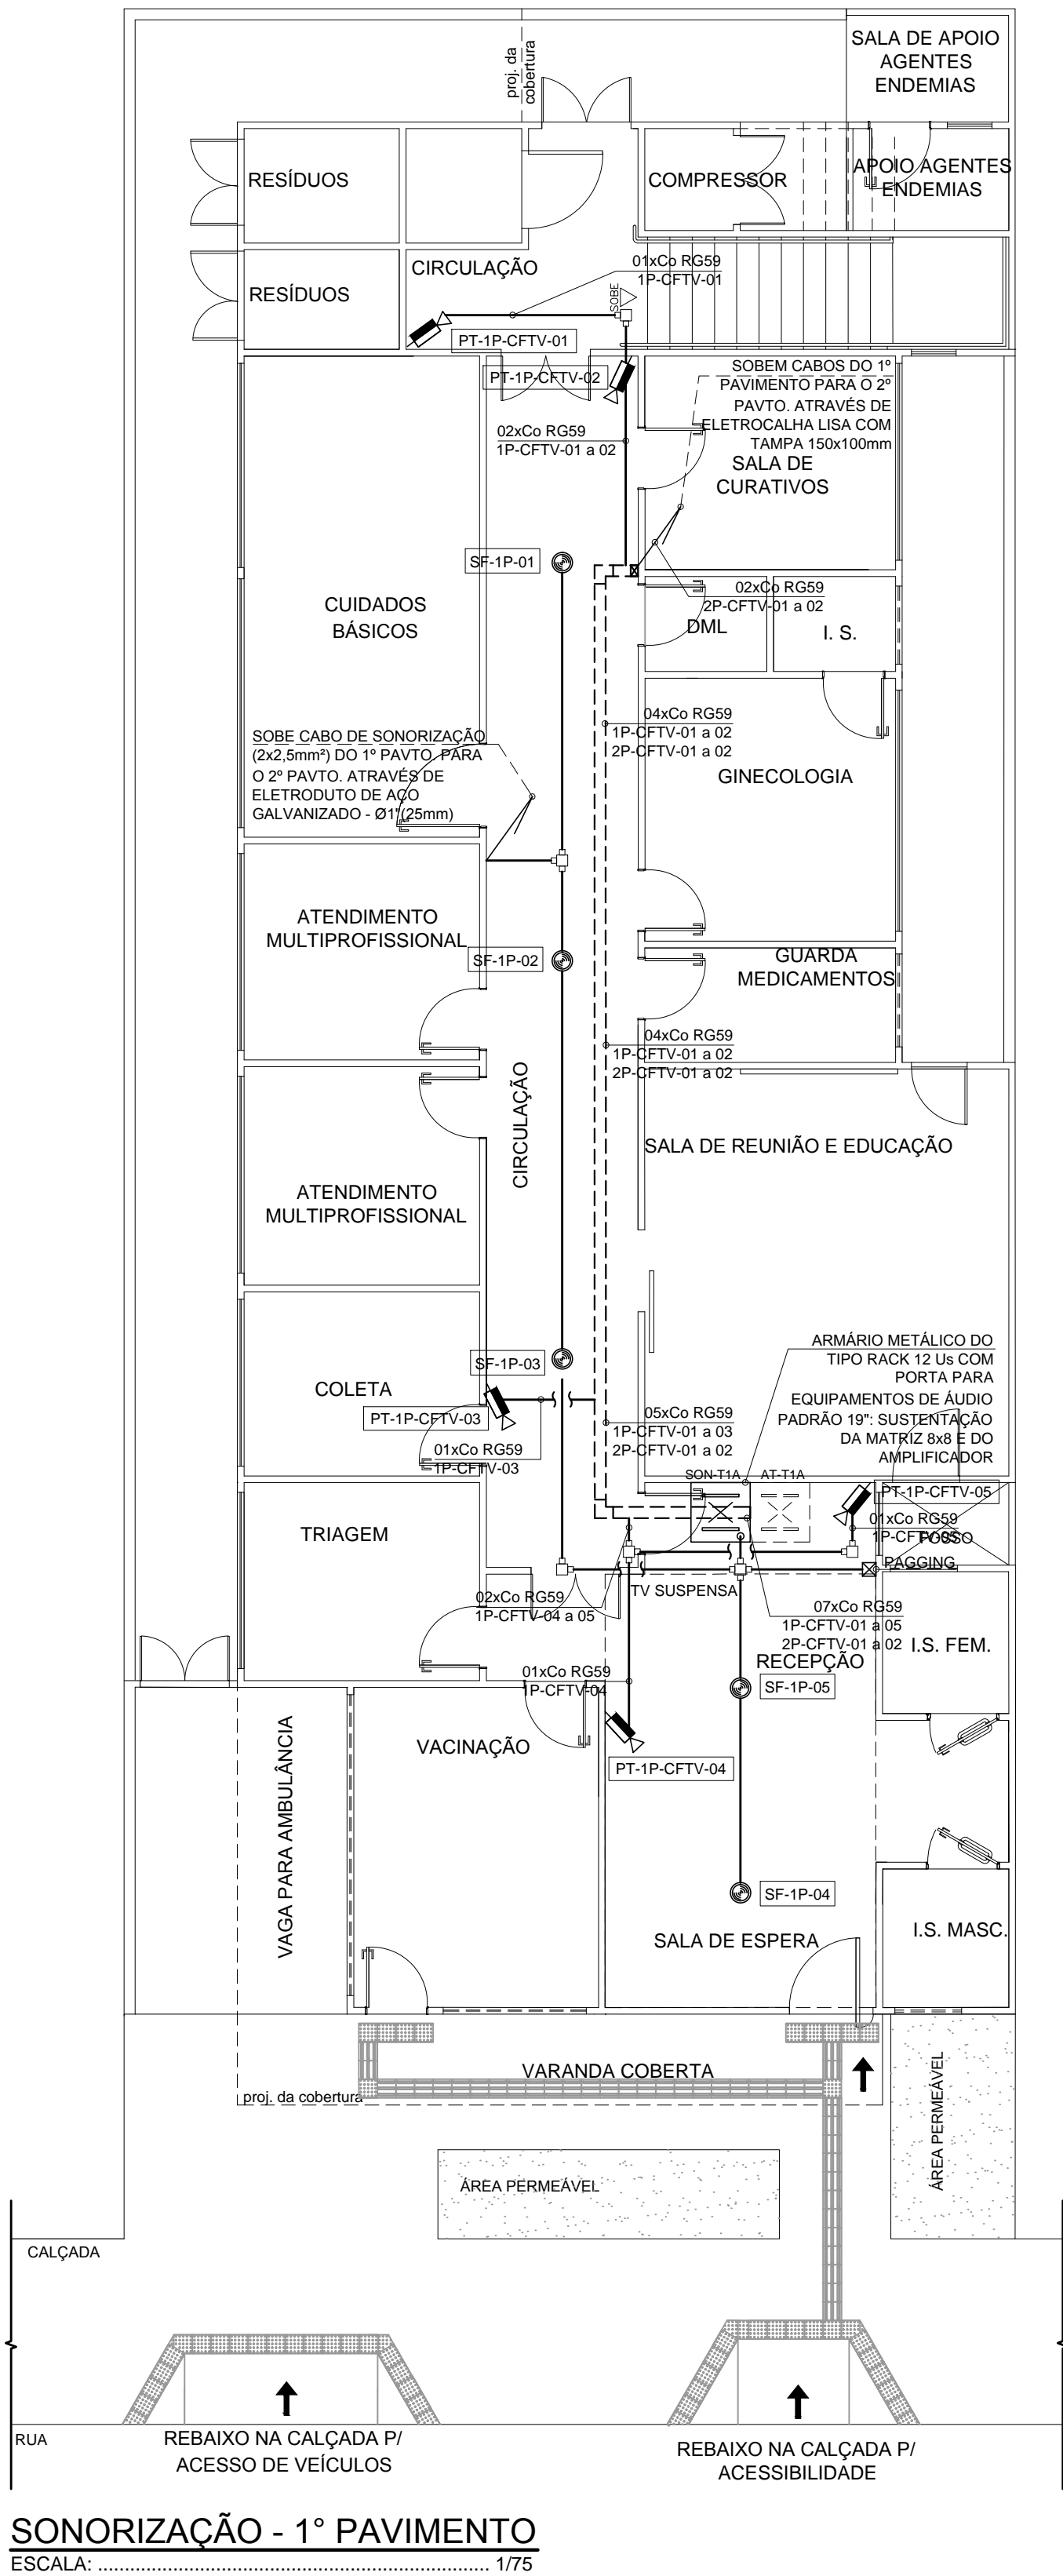 SALA DE APOIO
AGENTES
ENDEMIAS
proj. da
cobertura
RESÍDUOS
COMPRESSOR
APOIO AGENTES
ENDEMIAS
CIRCULAÇÃO
01xCo RG59
1P-CFTV-01
SOBE
RESÍDUOS
PT-1P-CFTV-01
PT-1P-CFTV-02
SOBEM CABOS DO 1º
PAVIMENTO PARA O 2º
PAVTO. ATRAVÉS DE
ELETROCALHA LISA COM
TAMPA 150x100mm
02xCo RG59
1P-CFTV-01 a 02
SALA DE
CURATIVOS
SF-1P-01
02xCo RG59
2P-CFTV-01 a 02
CUIDADOS
BÁSICOS
DML
I. S.
04xCo RG59
1P-CFTV-01 a 02
2P-CFTV-01 a 02
SOBE CABO DE SONORIZAÇÃO
(2x2,5mm²) DO 1º PAVTO. PARA
O 2º PAVTO. ATRAVÉS DE
ELETRODUTO DE AÇO
GALVANIZADO - Ø1"(25mm)
GINECOLOGIA
ATENDIMENTO
MULTIPROFISSIONAL
SF-1P-02
GUARDA
MEDICAMENTOS
04xCo RG59
1P-CFTV-01 a 02
2P-CFTV-01 a 02
CIRCULAÇÃO
SALA DE REUNIÃO E EDUCAÇÃO
ATENDIMENTO
MULTIPROFISSIONAL
ARMÁRIO METÁLICO DO
TIPO RACK 12 Us COM
PORTA PARA
EQUIPAMENTOS DE ÁUDIO
PADRÃO 19": SUSTENTAÇÃO
DA MATRIZ 8x8 E DO
AMPLIFICADOR
SF-1P-03
COLETA
PT-1P-CFTV-03
05xCo RG59
1P-CFTV-01 a 03
2P-CFTV-01 a 02
01xCo RG59
1P-CFTV-03
SON-T1A
AT-T1A
PT-1P-CFTV-05
01xCo RG59
1P-CFTV-05
FOSSO
TRIAGEM
PAGGING
02xCo RG59
1P-CFTV-04 a 05
TV SUSPENSA
07xCo RG59
1P-CFTV-01 a 05
2P-CFTV-01 a 02
I.S. FEM.
RECEPÇÃO
01xCo RG59
1P-CFTV-04
SF-1P-05
VACINAÇÃO
PT-1P-CFTV-04
VAGA PARA AMBULÂNCIA
SF-1P-04
SALA DE ESPERA
I.S. MASC.
VARANDA COBERTA
proj. da cobertura
ÁREA PERMEÁVEL
ÁREA PERMEÁVEL
CALÇADA
RUA
REBAIXO NA CALÇADA P/
ACESSO DE VEÍCULOS
REBAIXO NA CALÇADA P/
ACESSIBILIDADE
SONORIZAÇÃO - 1° PAVIMENTO
ESCALA: ........................................................................ 1/75